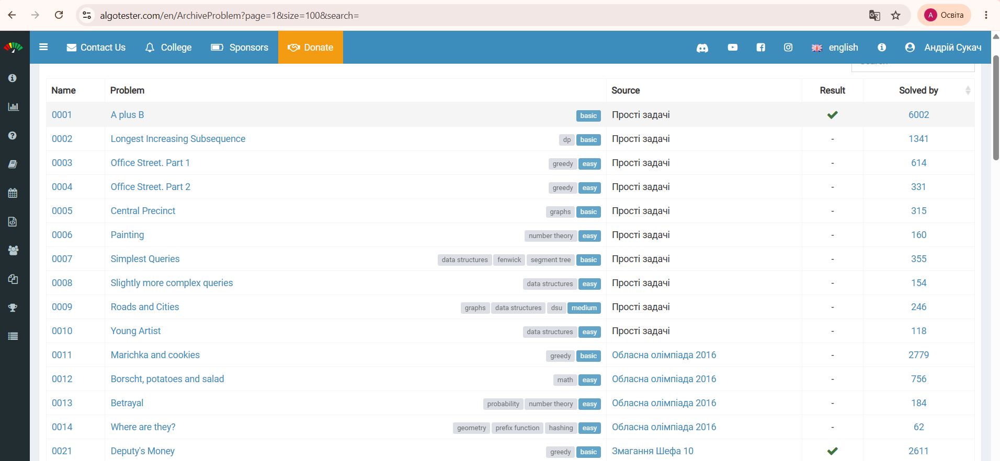 algotester.com/en/ArchiveProblem?page=1&size=100&search=
A Освіта
Contact Us College Sponsors Donate english Андрій Сукач
Name Problem Source Result Solved by
0001 A plus B basic Прості задачі 6002
0002 Longest Increasing Subsequence dp basic Прості задачі - 1341
0003 Office Street. Part 1 greedy easy Прості задачі - 614
0004 Office Street. Part 2 greedy easy Прості задачі - 331
0005 Central Precinct graphs basic Прості задачі - 315
0006 Painting number theory easy Прості задачі - 160
0007 Simplest Queries data structures fenwick segment tree basic Прості задачі - 355
0008 Slightly more complex queries data structures easy Прості задачі - 154
0009 Roads and Cities graphs data structures dsu medium Прості задачі - 246
0010 Young Artist data structures easy Прості задачі - 118
0011 Marichka and cookies greedy basic Обласна олімпіада 2016 - 2779
0012 Borscht, potatoes and salad math easy Обласна олімпіада 2016 - 756
0013 Betrayal probability number theory easy Обласна олімпіада 2016 - 184
0014 Where are they? geometry prefix function hashing easy Обласна олімпіада 2016 - 62
0021 Deputy's Money greedy basic Змагання Шефа 10 2611